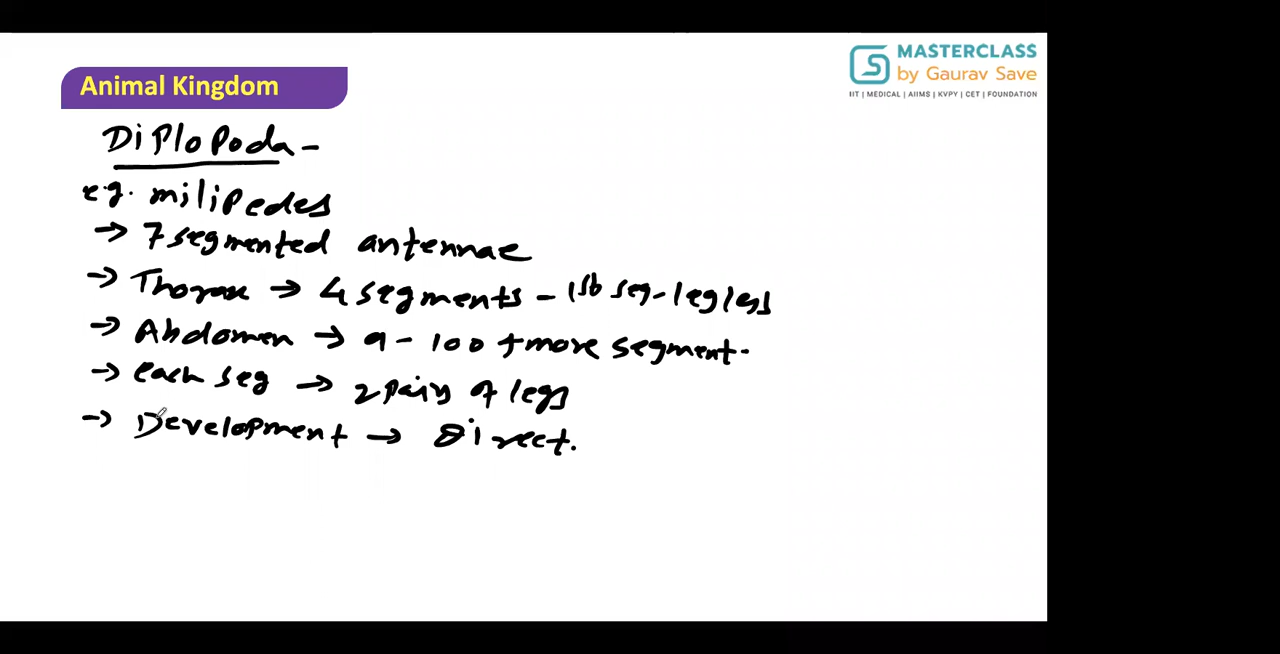 MASTERCLASS
by Gaurav Save
IIT | MEDICAL | AIIMS | KVPY | CET | FOUNDATION
Animal Kingdom
Diplopoda -
e.g. milipedes
→ 7 segmented antennae
→ Thorax → 4 segments - 1st seg - legless
→ Abdomen → 9 - 100 + more segment.
→ Each seg → 2 pairs of legs
→ Development → Direct.